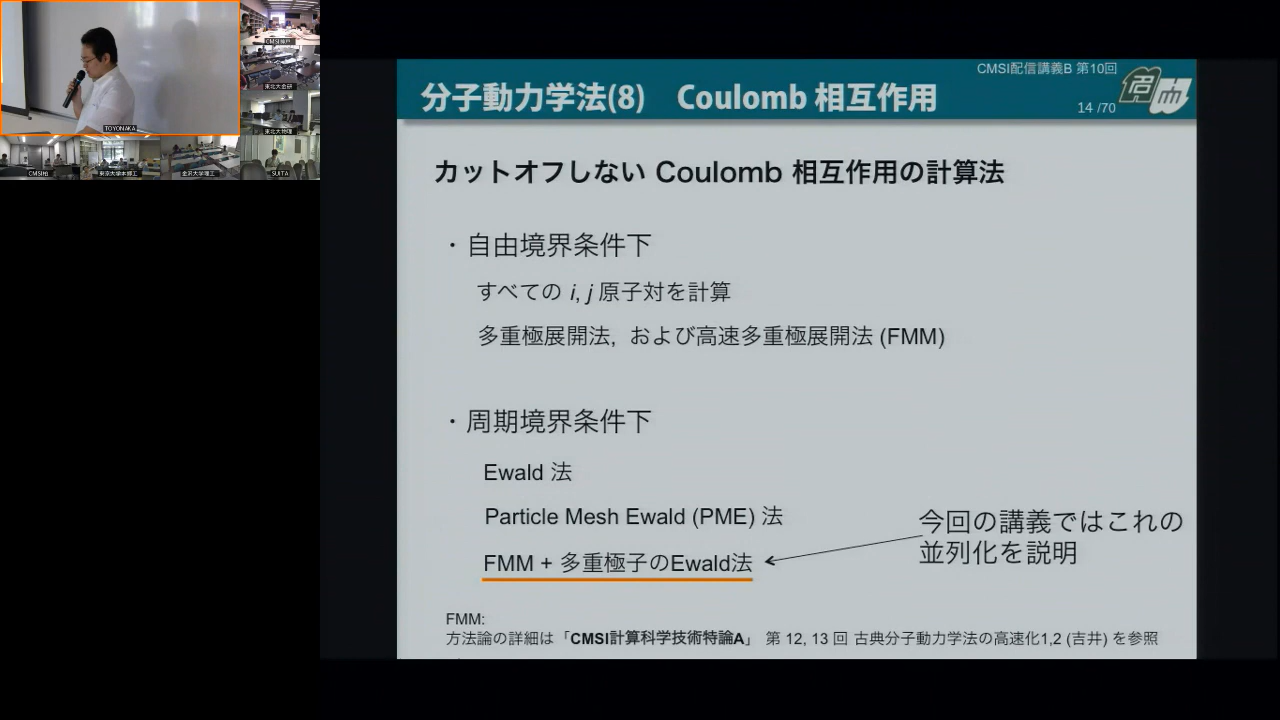 TOYONAKA
CMSI神戸
東北大金研
東北大物理
CMSI柏
東京大学本郷工
金沢大学理工
SUITA
CMSI配信講義B 第10回
分子動力学法(8) Coulomb 相互作用
14 /70
カットオフしない Coulomb 相互作用の計算法
・自由境界条件下
すべての i, j 原子対を計算
多重極展開法, および高速多重極展開法 (FMM)
・周期境界条件下
Ewald 法
Particle Mesh Ewald (PME) 法
FMM + 多重極子のEwald法
今回の講義ではこれの
並列化を説明
FMM:
方法論の詳細は「CMSI計算科学技術特論A」 第 12, 13 回 古典分子動力学法の高速化1,2 (吉井) を参照